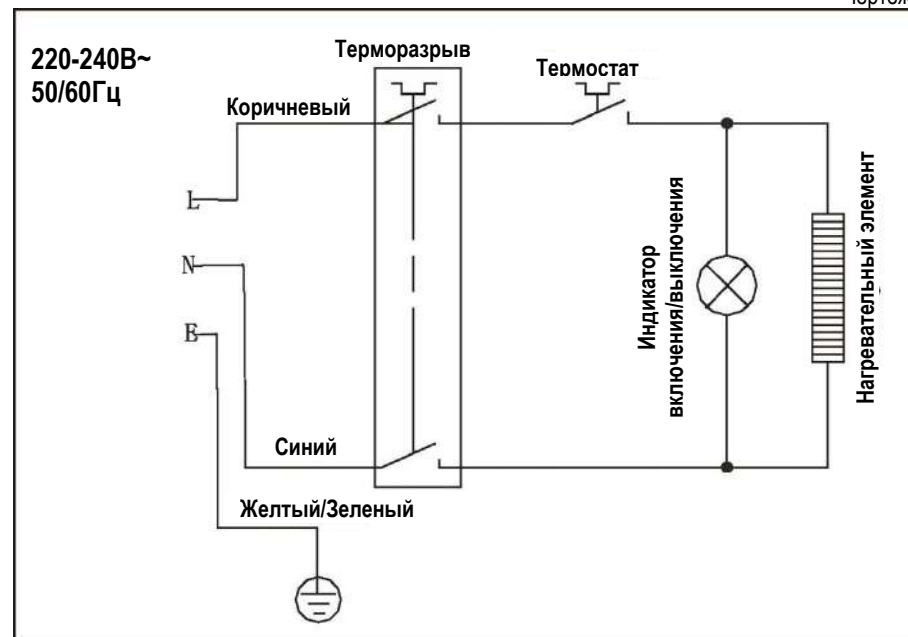 220-240В~
50/60Гц
Терморазрыв
Термостат
Коричневый
L
N
E
Синий
Желтый/Зеленый
Индикатор
включения/выключения
Нагревательный элемент